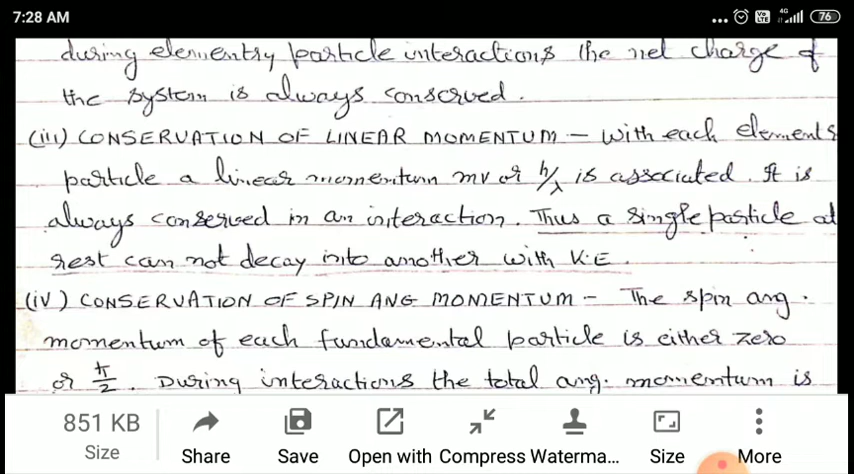 7:28 AM
... Vo LTE 4G 76
during elementry particle interactions the net charge of
the system is always conserved.
(iii) CONSERVATION OF LINEAR MOMENTUM – With each elements
particle a linear momentum mv or h/λ is associated. It is
always conserved in an interaction. Thus a single particle at
rest can not decay into another with K.E.
(iv) CONSERVATION OF SPIN ANG MOMENTUM – The spin ang.
momentum of each fundamental particle is either zero
or ℏ/2. During interactions the total ang. momentum is
851 KB
Size Share Save Open with Compress Waterma... Size More